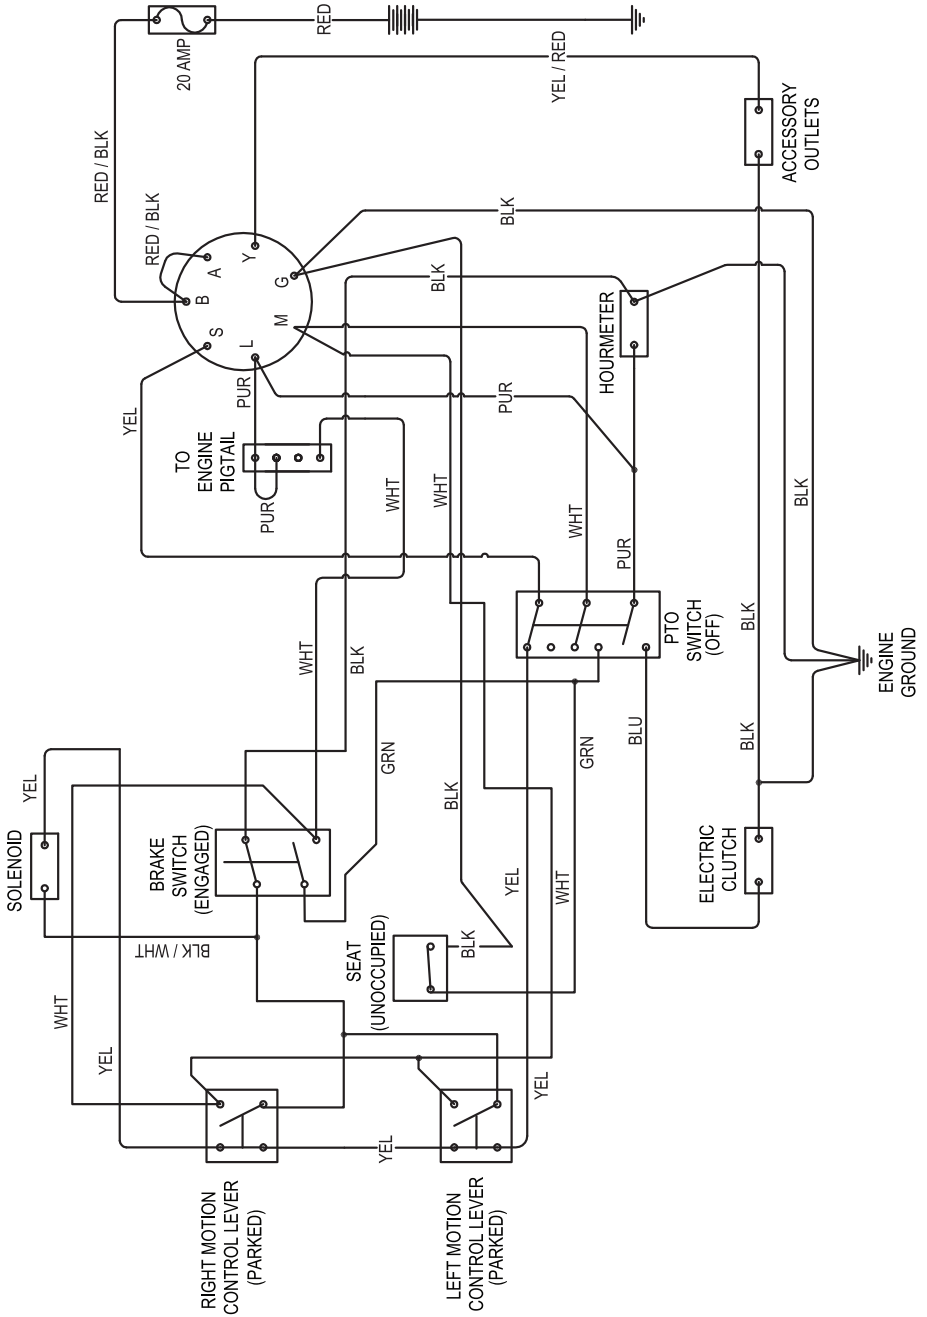 RED
20 AMP
RED / BLK
YEL / RED
ACCESSORY
OUTLETS
RED / BLK
BLK
A
Y
B
G
S
M
L
BLK
HOURMETER
YEL
PUR
PUR
TO
ENGINE
PIGTAIL
PUR
WHT
WHT
WHT
BLK
PUR
PTO
SWITCH
(OFF)
BLK
ENGINE
GROUND
WHT
BLK
GRN
BLK
GRN
BLU
BLK
YEL
SOLENOID
BRAKE
SWITCH
(ENGAGED)
ELECTRIC
CLUTCH
YEL
WHT
BLK / WHT
SEAT
(UNOCCUPIED)
BLK
WHT
YEL
YEL
YEL
RIGHT MOTION
CONTROL LEVER
(PARKED)
LEFT MOTION
CONTROL LEVER
(PARKED)